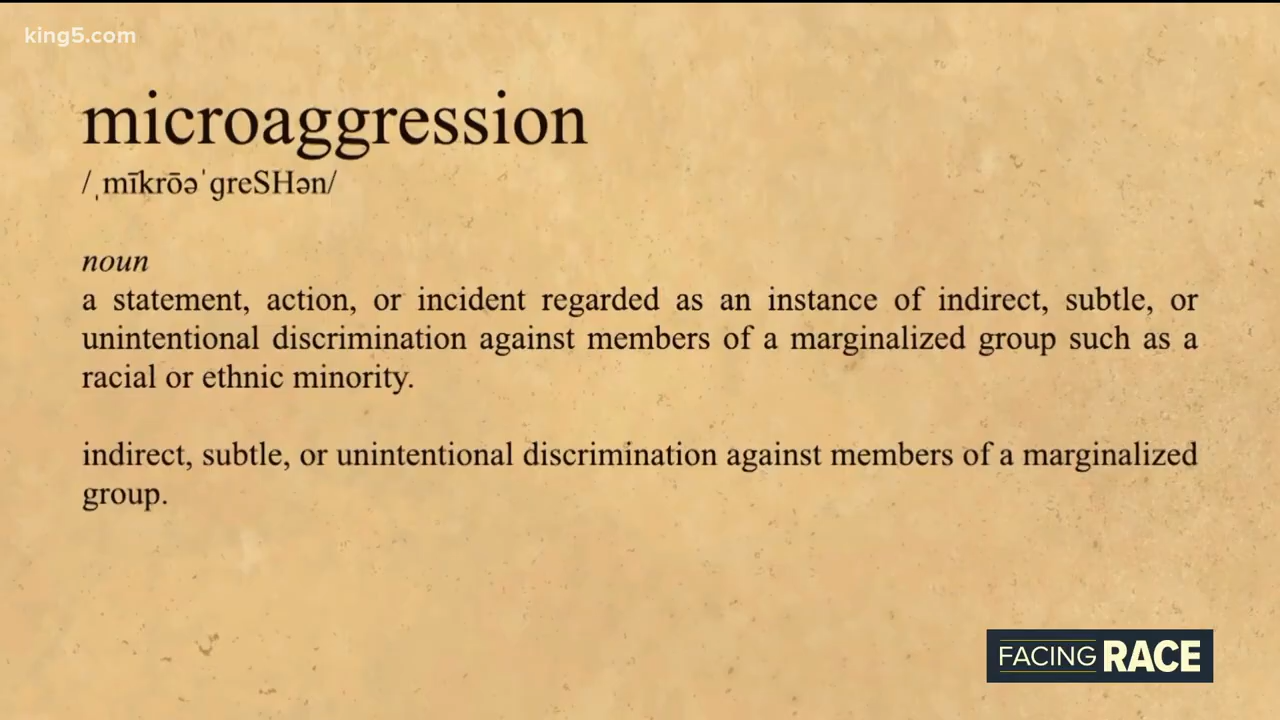 king5.com
microaggression
/ˌmīkrōəˈɡreSHən/
noun
a statement, action, or incident regarded as an instance of indirect, subtle, or
unintentional discrimination against members of a marginalized group such as a
racial or ethnic minority.
indirect, subtle, or unintentional discrimination against members of a marginalized
group.
FACING RACE